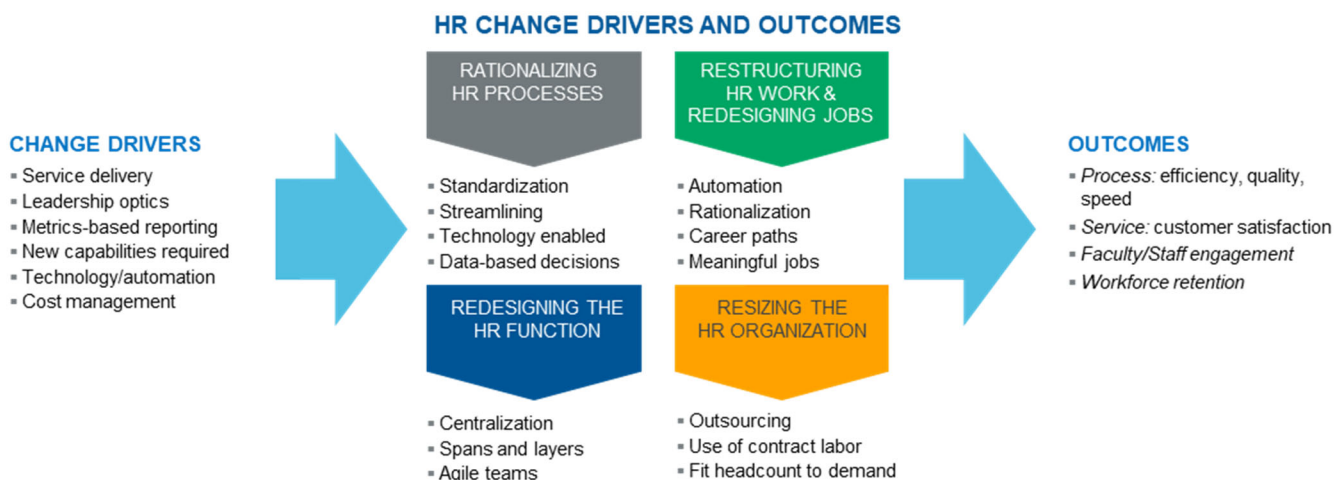 HR CHANGE DRIVERS AND OUTCOMES
CHANGE DRIVERS
▪ Service delivery
▪ Leadership optics
▪ Metrics-based reporting
▪ New capabilities required
▪ Technology/automation
▪ Cost management
RATIONALIZING
HR PROCESSES
▪ Standardization
▪ Streamlining
▪ Technology enabled
▪ Data-based decisions
RESTRUCTURING
HR WORK &
REDESIGNING JOBS
▪ Automation
▪ Rationalization
▪ Career paths
▪ Meaningful jobs
REDESIGNING THE
HR FUNCTION
▪ Centralization
▪ Spans and layers
▪ Agile teams
RESIZING THE
HR ORGANIZATION
▪ Outsourcing
▪ Use of contract labor
▪ Fit headcount to demand
OUTCOMES
▪ Process: efficiency, quality,
speed
▪ Service: customer satisfaction
▪ Faculty/Staff engagement
▪ Workforce retention